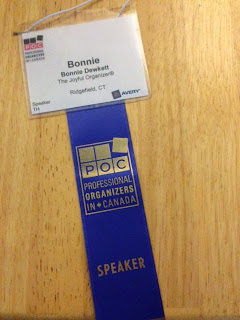 POC
PROFESSIONAL
ORGANIZERS
IN CANADA
Bonnie
Bonnie Dewkett
The Joyful Organizer®
Ridgefield, CT
Speaker
TH
AVERY
POC
PROFESSIONAL
ORGANIZERS
IN CANADA
SPEAKER